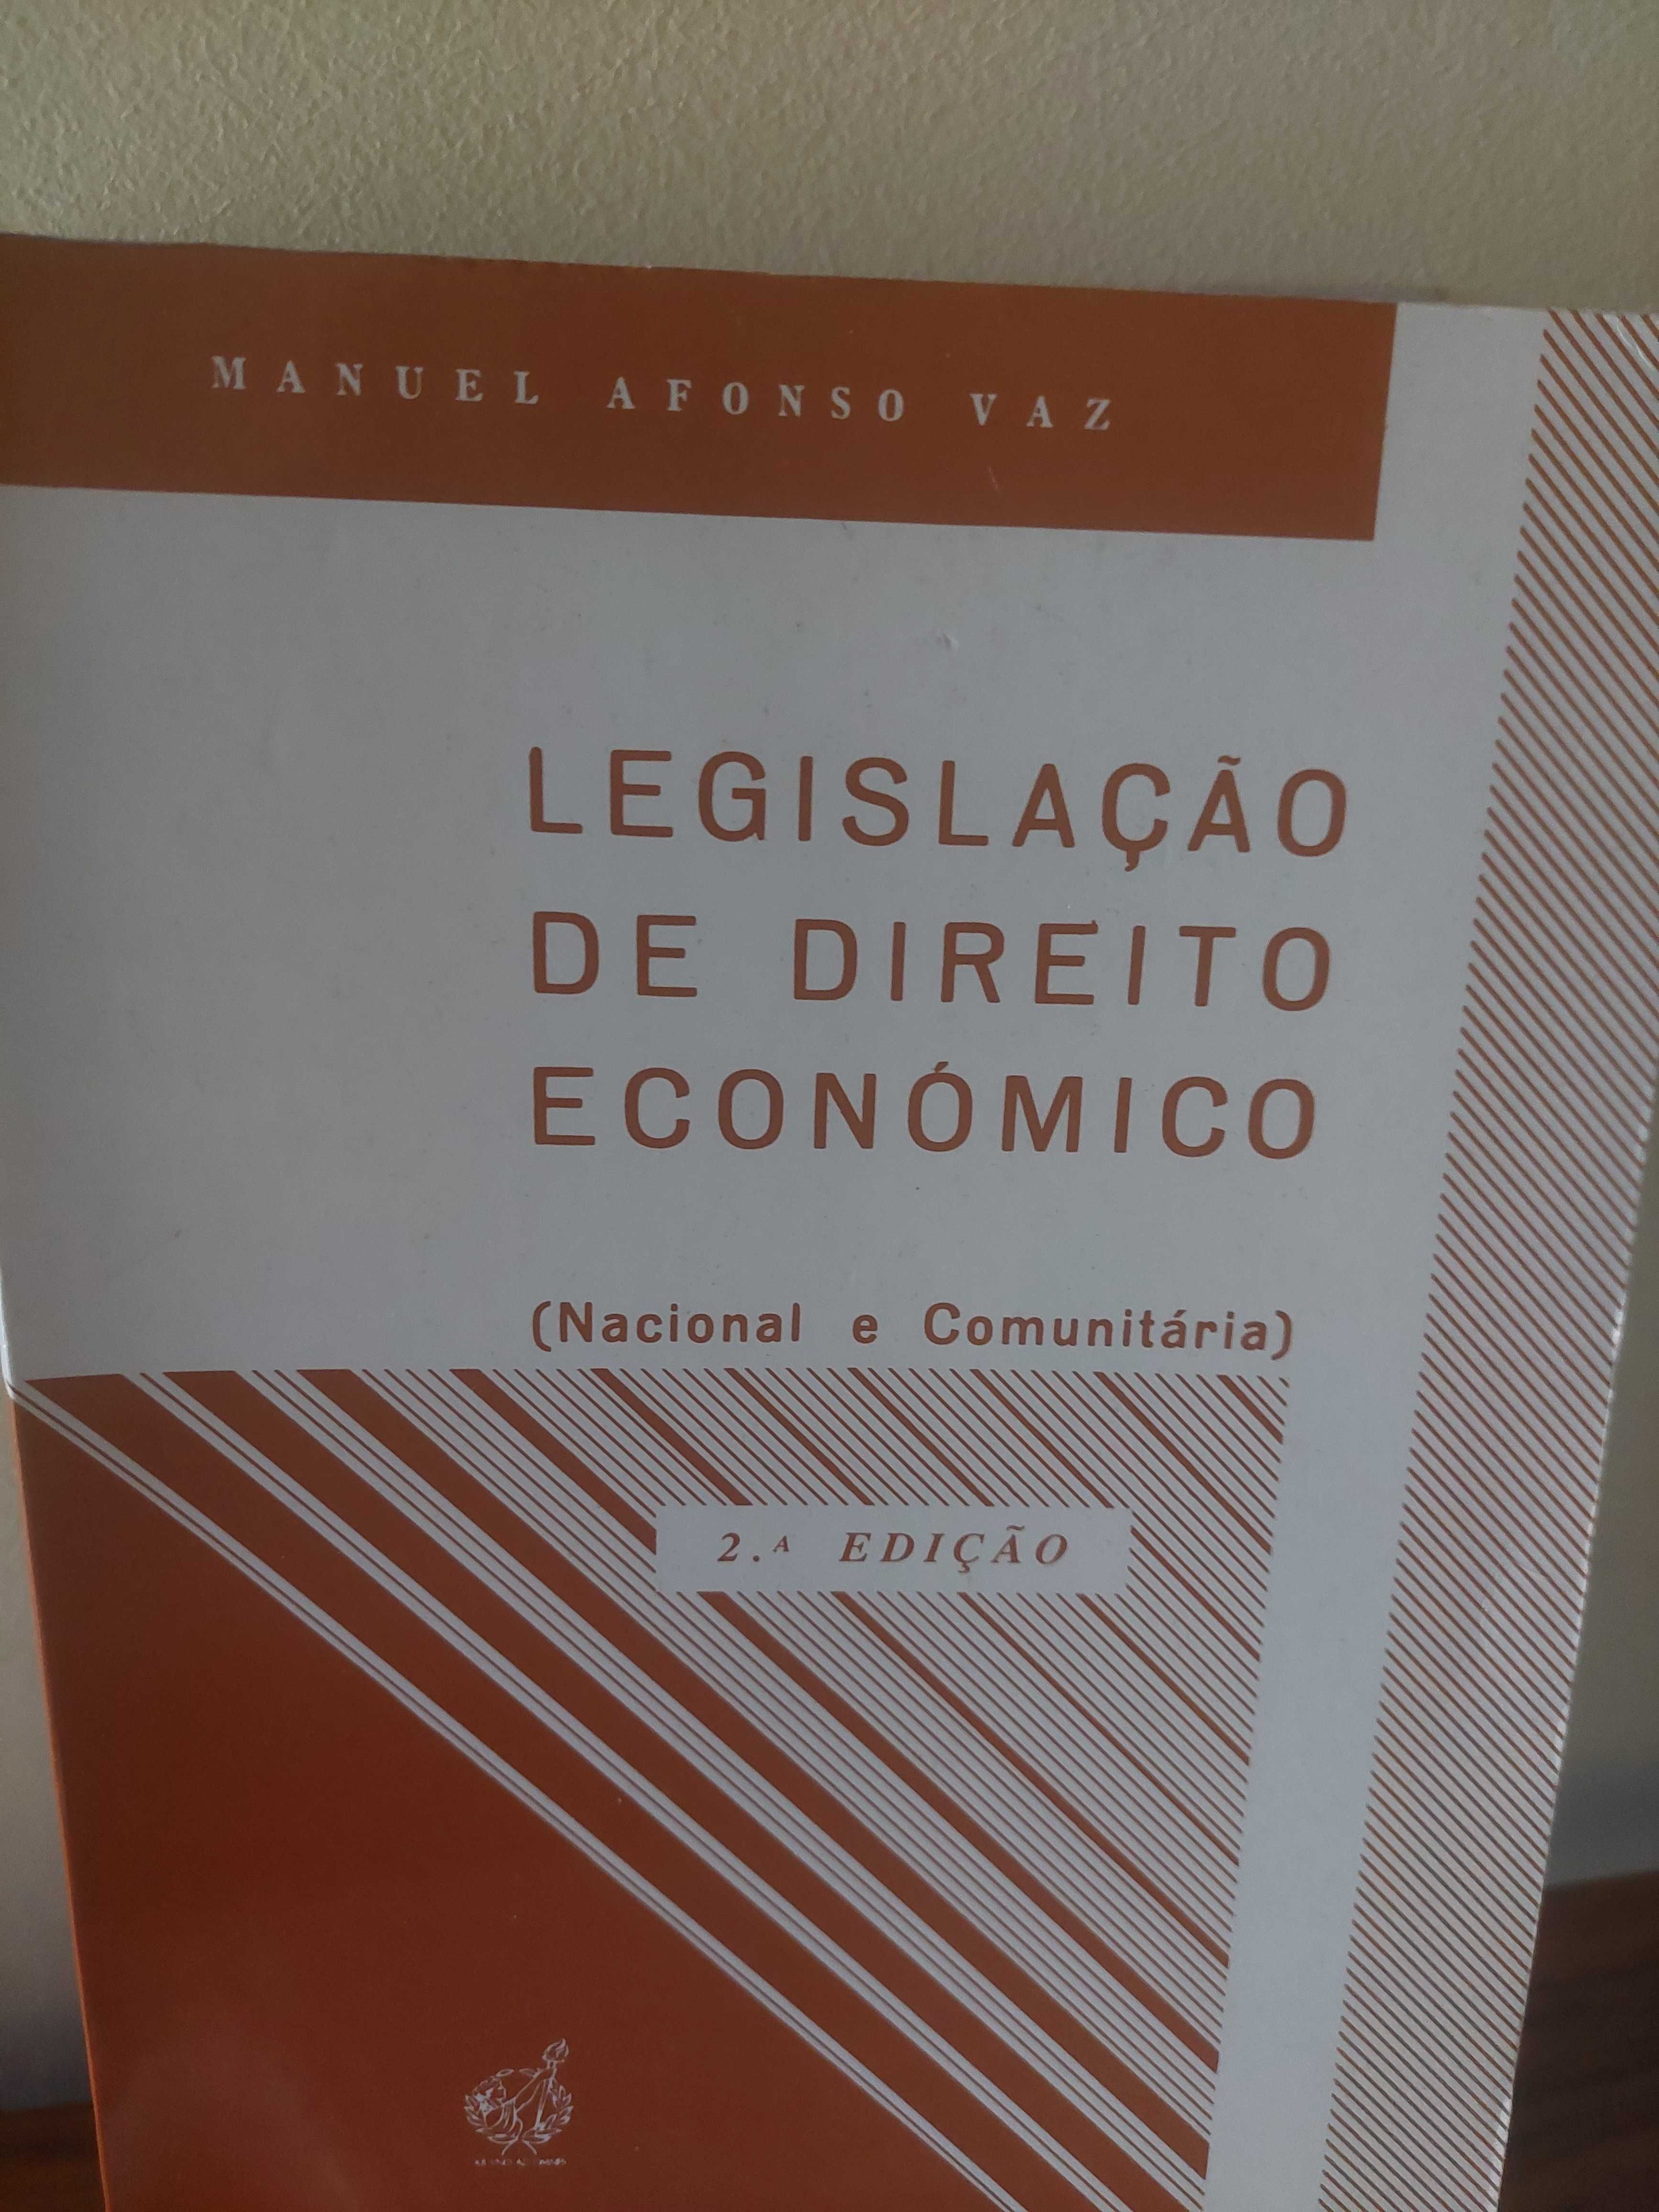 MANUEL AFONSO VAZ
LEGISLAÇÃO
DE DIREITO
ECONÓMICO
(Nacional e Comunitária)
2.ᴬ EDIÇÃO